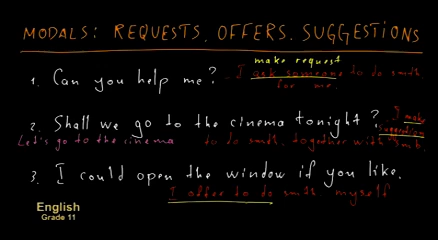 MODALS: REQUESTS, OFFERS, SUGGESTIONS
make request
1. Can you help me? I ask someone to do smth.
for me.
2. Shall we go to the cinema tonight? I make
suggestion
Let's go to the cinema to do smth. together with smb.
3. I could open the window if you like.
I offer to do smth myself
English
Grade 11